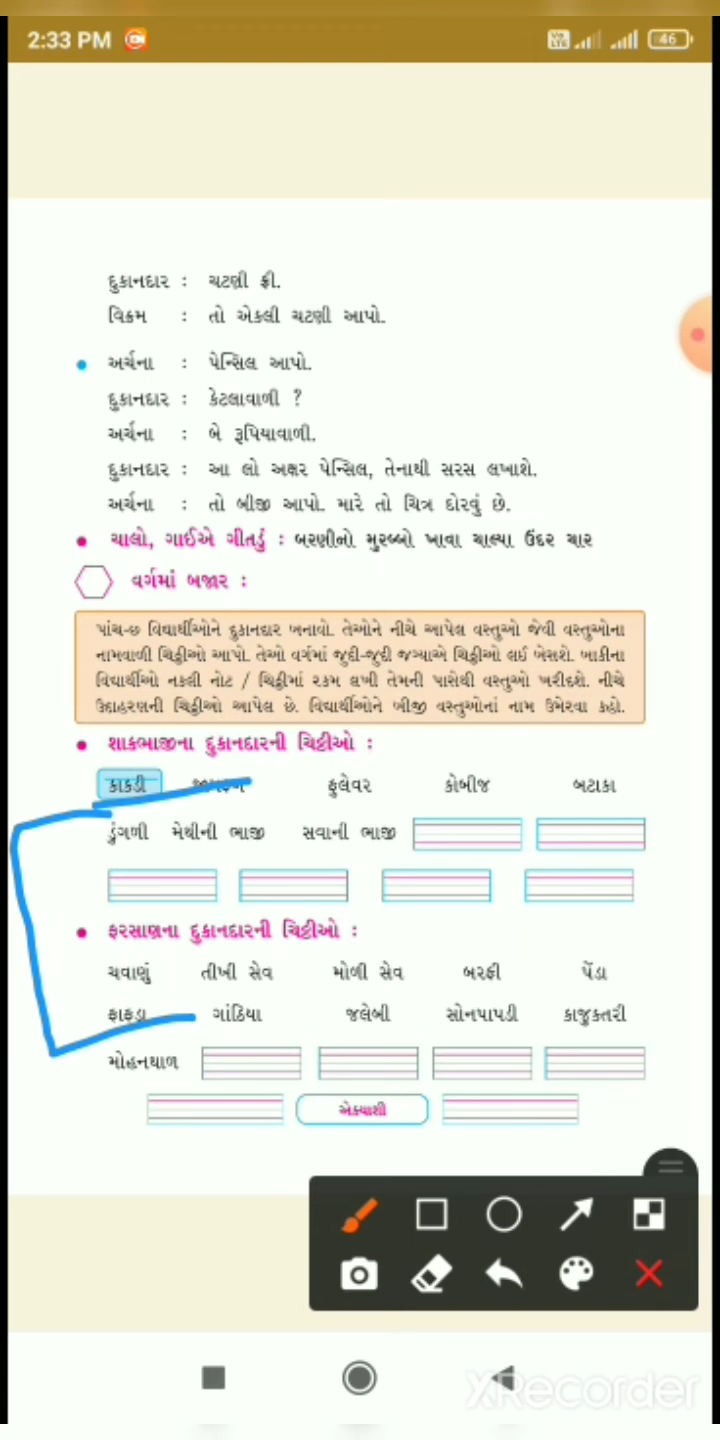 2:33 PM
46
દુકાનદાર : ચટણી ફ્રી.
વિક્રમ : તો એકલી ચટણી આપો.
અર્ચના : પેન્સિલ આપો.
દુકાનદાર : કેટલાવાળી ?
અર્ચના : બે રૂપિયાવાળી.
દુકાનદાર : આ લો અક્ષર પેન્સિલ, તેનાથી સરસ લખાશે.
અર્ચના : તો બીજી આપો. મારે તો ચિત્ર દોરવું છે.
ચાલો, ગાઈએ ગીતડું : બરણીનો મુરબ્બો ખાવા ચાલ્યા ઉંદર ચાર
વર્ગમાં બજાર :
પાંચ-છ વિદ્યાર્થીઓને દુકાનદાર બનાવો. તેઓને નીચે આપેલ વસ્તુઓ જેવી વસ્તુઓના
નામવાળી ચિઠ્ઠીઓ આપો. તેઓ વર્ગમાં જુદી-જુદી જગ્યાએ ચિઠ્ઠીઓ લઈ બેસશે. બાકીના
વિદ્યાર્થીઓ નકલી નોટ / ચિઠ્ઠીમાં રકમ લખી તેમની પાસેથી વસ્તુઓ ખરીદશે. નીચે
ઉદાહરણની ચિઠ્ઠીઓ આપેલ છે. વિદ્યાર્થીઓને બીજી વસ્તુઓનાં નામ ઉમેરવા કહો.
શાકભાજીના દુકાનદારની ચિઠ્ઠીઓ :
કાકડી ફુલેવર કોબીજ બટાકા
ડુંગળી મેથીની ભાજી સવાની ભાજી
ફરસાણના દુકાનદારની ચિઠ્ઠીઓ :
ચવાણું તીખી સેવ મોળી સેવ બરફી પેંડા
ફાફડા ગાંઠિયા જલેબી સોનપાપડી કાજુકતરી
મોહનથાળ
એક્યાશી
XRecorder